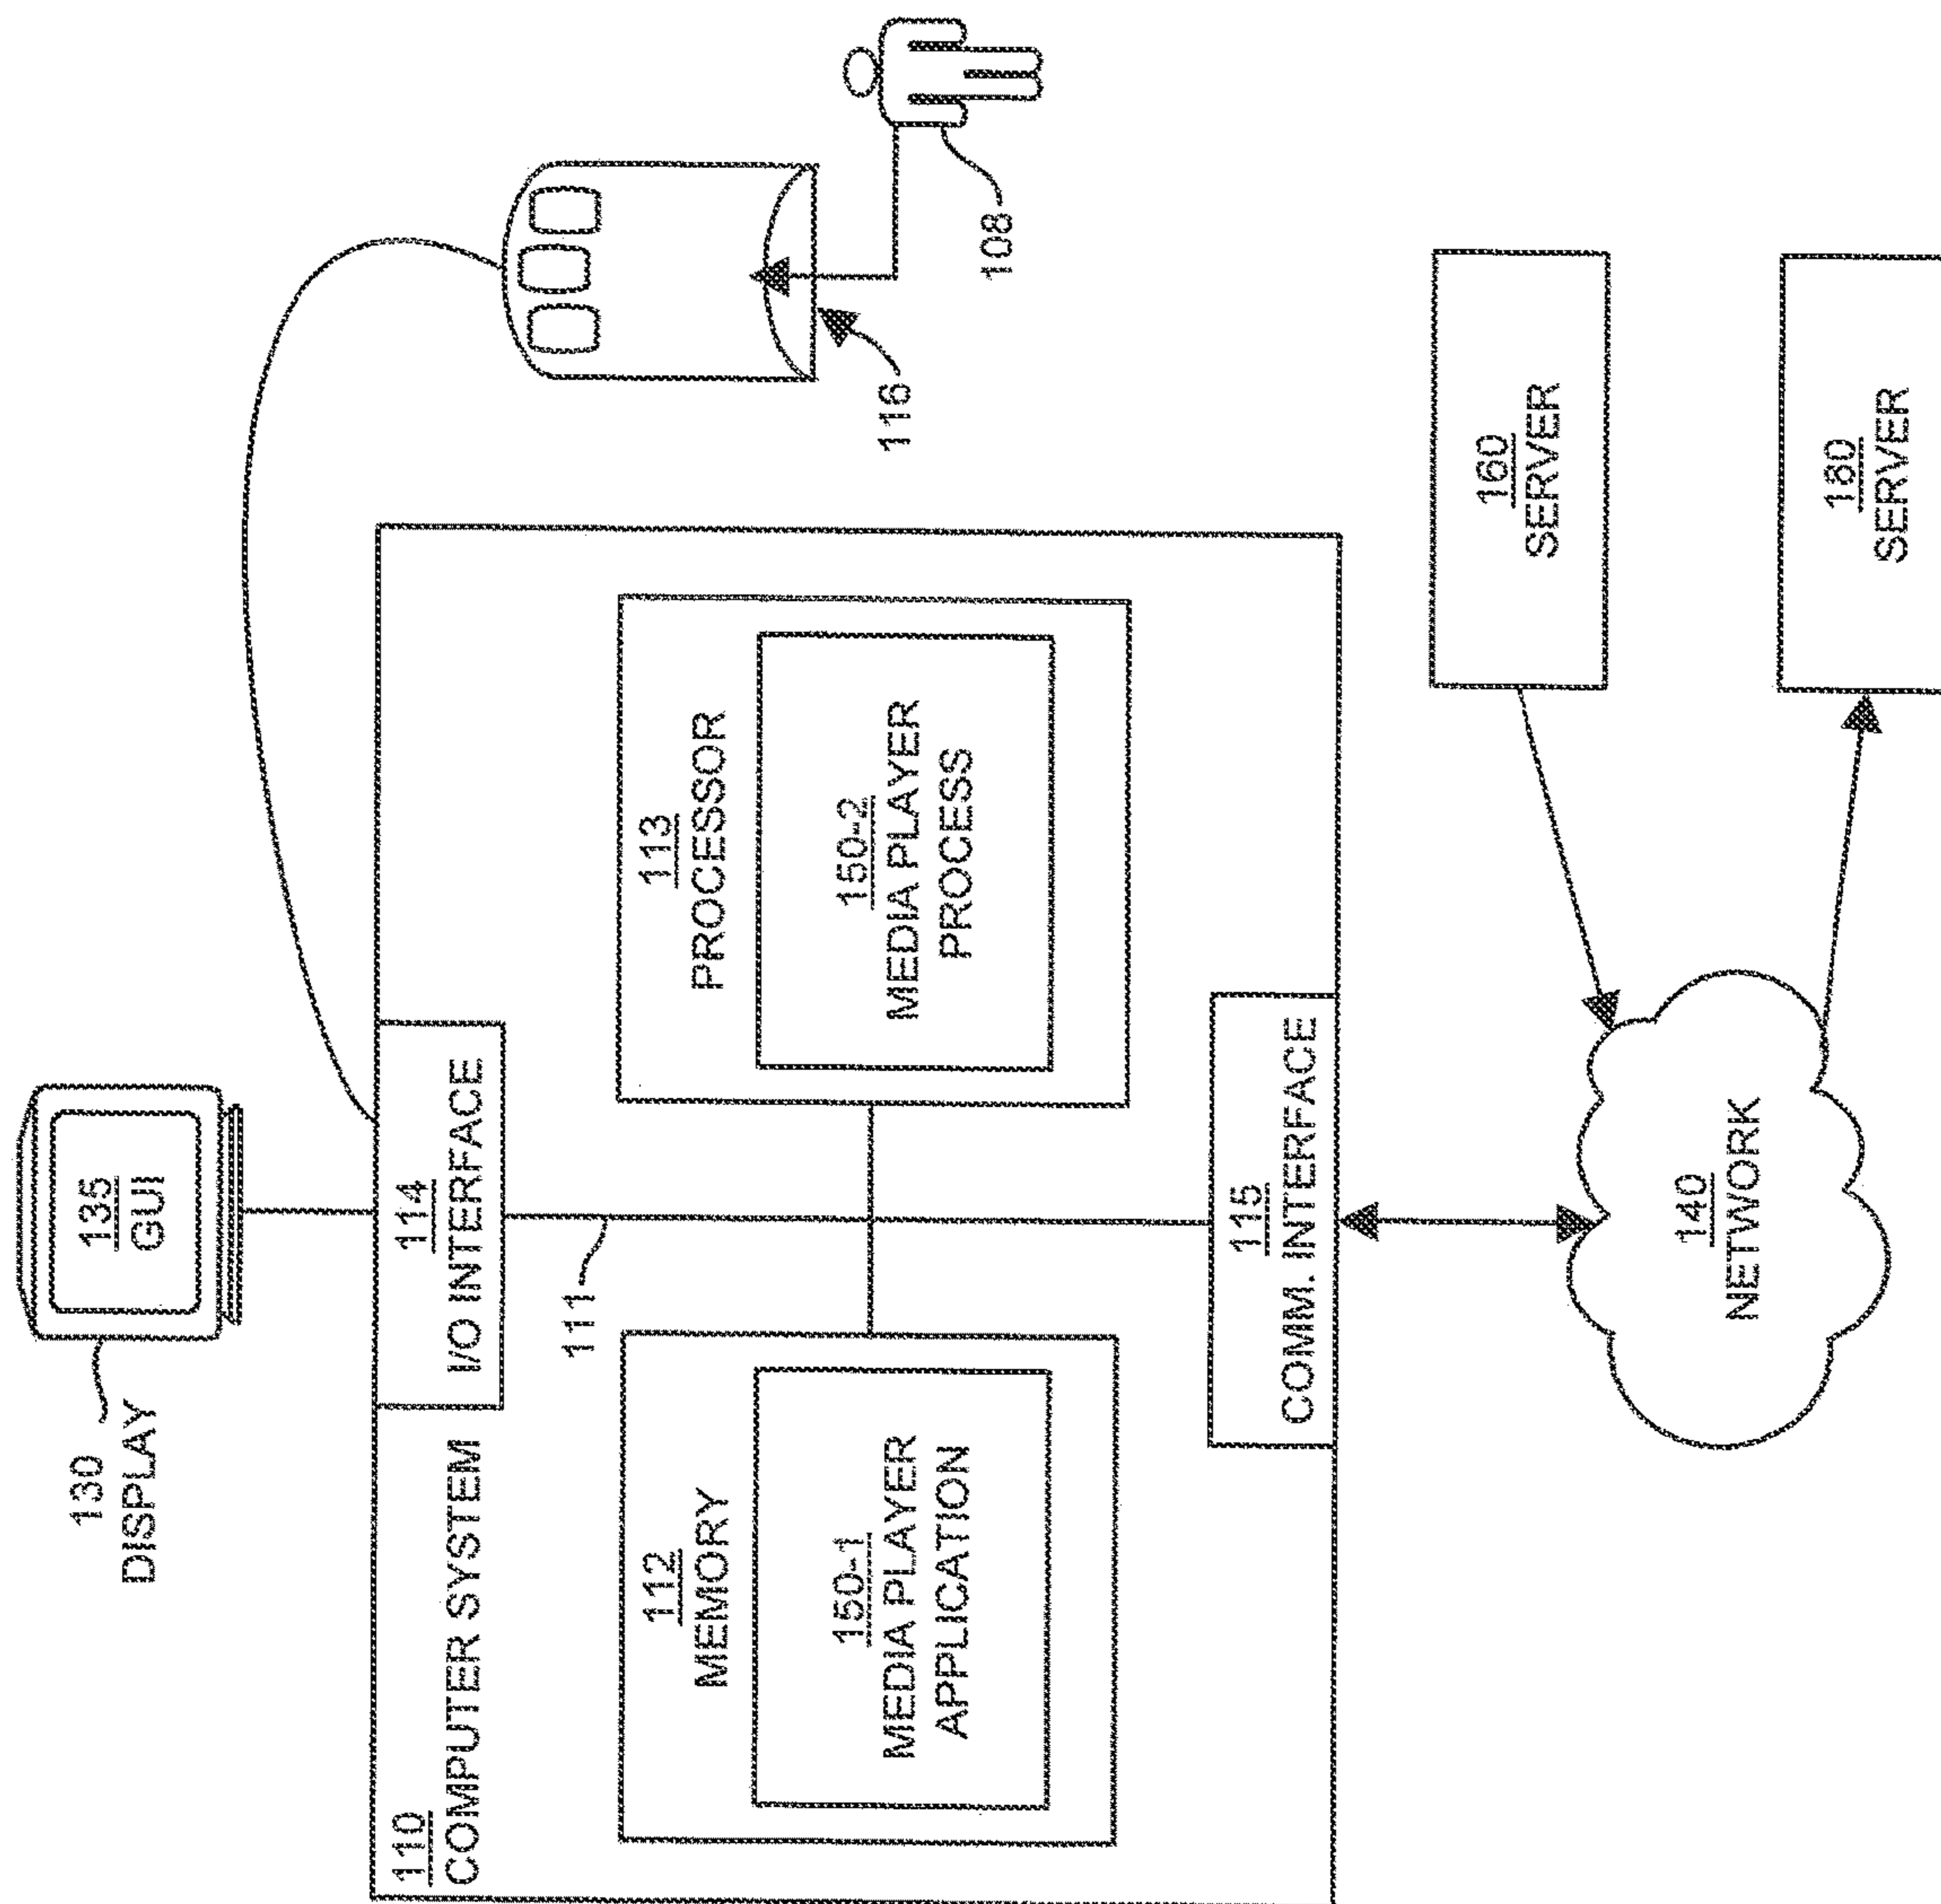 130
DISPLAY
135
GUI
110
COMPUTER SYSTEM
114
I/O INTERFACE
111
112
MEMORY
150-1
MEDIA PLAYER
APPLICATION
113
PROCESSOR
150-2
MEDIA PLAYER
PROCESS
116
108
115
COMM. INTERFACE
140
NETWORK
160
SERVER
180
SERVER